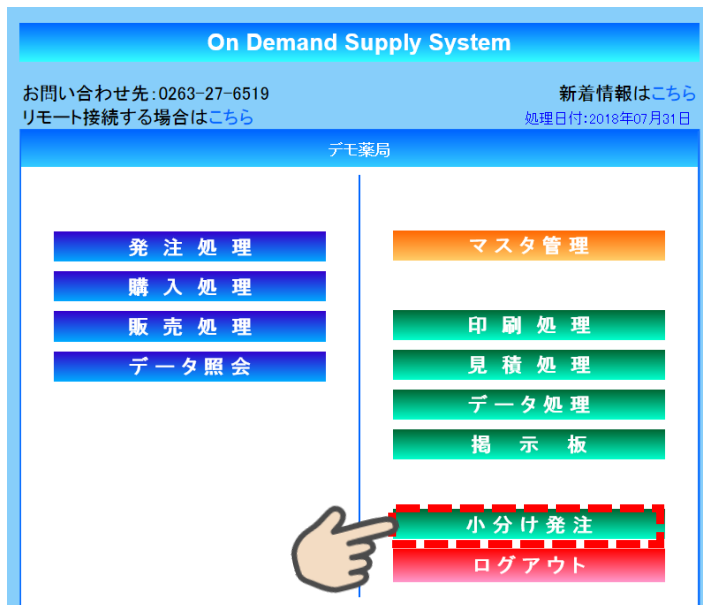 On Demand Supply System
お問い合わせ先:0263-27-6519
新着情報はこちら
リモート接続する場合はこちら
処理日付:2018年07月31日
デモ薬局
発注処理
購入処理
販売処理
データ照会
マスタ管理
印刷処理
見積処理
データ処理
掲示板
小分け発注
ログアウト